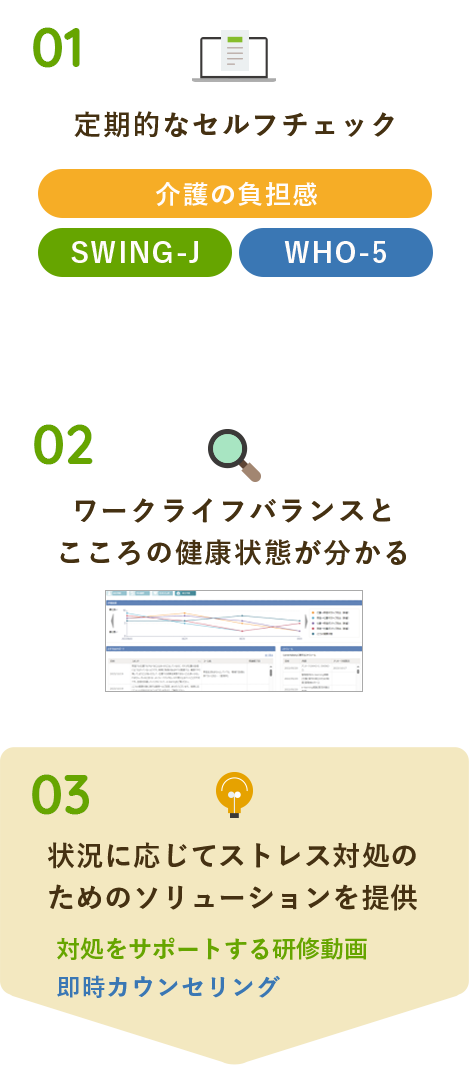 01
定期的なセルフチェック
介護の負担感
SWING-J
WHO-5
02
ワークライフバランスと
こころの健康状態が分かる
03
状況に応じてストレス対処の
ためのソリューションを提供
対処をサポートする研修動画
即時カウンセリング